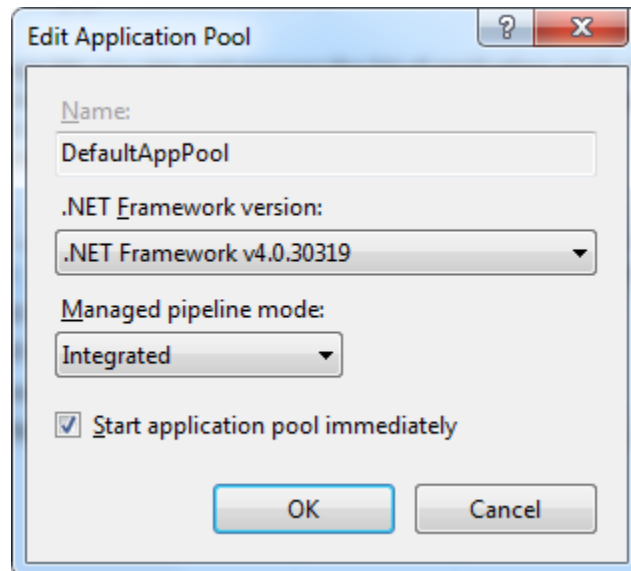 Edit Application Pool
Name:
DefaultAppPool
.NET Framework version:
.NET Framework v4.0.30319
Managed pipeline mode:
Integrated
Start application pool immediately
OK
Cancel